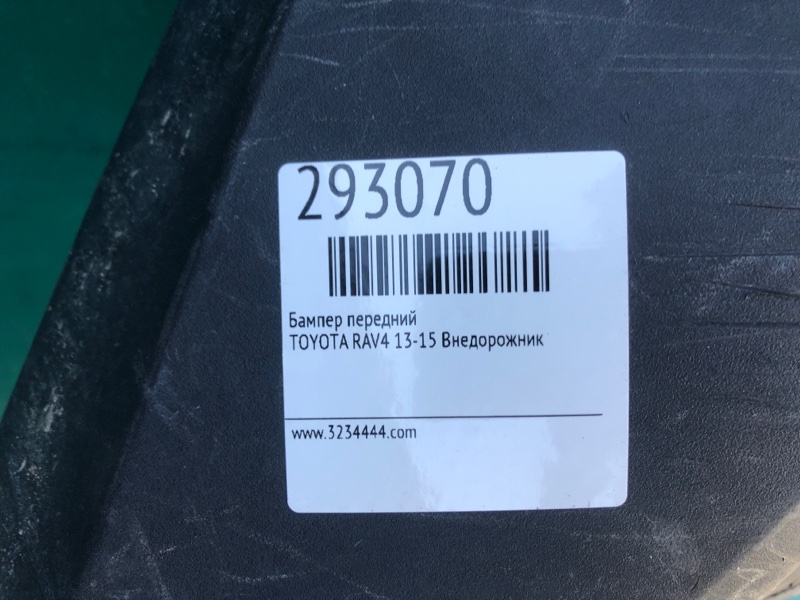 293070
Бампер передний
TOYOTA RAV4 13-15 Внедорожник
www.3234444.com